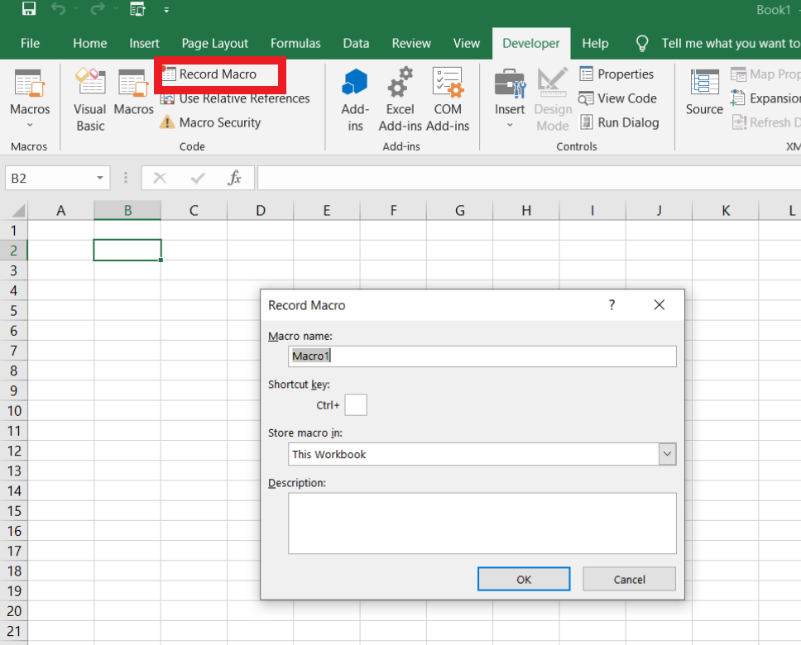 Book1 -
File Home Insert Page Layout Formulas Data Review View Developer Help Tell me what you want to
Macros
Visual Basic
Macros
Record Macro
Use Relative References
Macro Security
Add-ins
Excel Add-ins
COM Add-ins
Insert
Design Mode
Properties
View Code
Run Dialog
Source
Map Prop
Expansion
Refresh D
Macros Code Add-ins Controls XM
B2 fx
A B C D E F G H I J K L
1
2
3
4
5
6
7
8
9
10
11
12
13
14
15
16
17
18
19
20
21
Record Macro ?
Macro name:
Macro1
Shortcut key:
Ctrl+
Store macro in:
This Workbook
Description:
OK Cancel